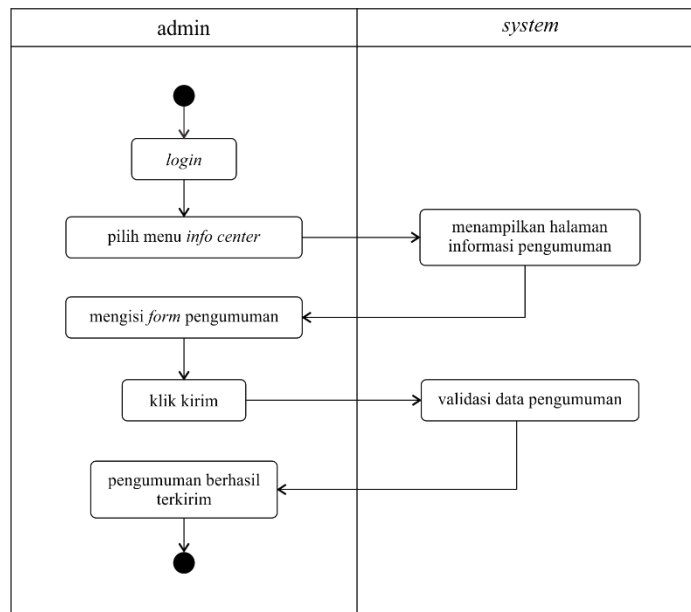 admin
system
login
pilih menu info center
menampilkan halaman
informasi pengumuman
mengisi form pengumuman
klik kirim
validasi data pengumuman
pengumuman berhasil
terkirim